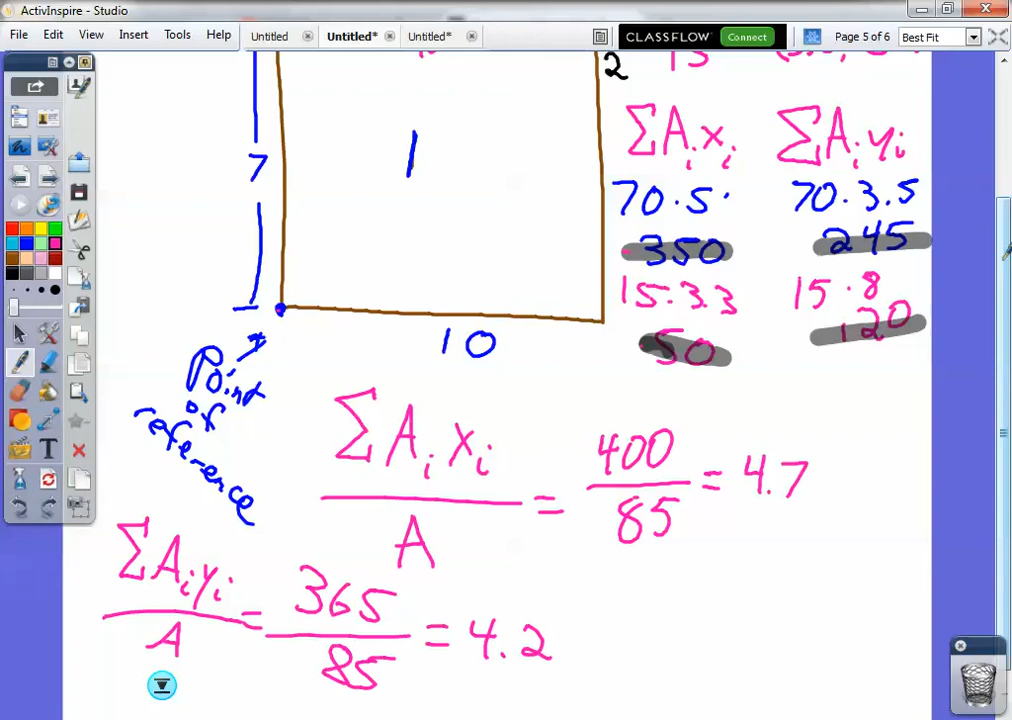 ActivInspire - Studio
File Edit View Insert Tools Help
Untitled Untitled* Untitled*
CLASSFLOW Connect
Page 5 of 6 Best Fit
2
15
ΣAᵢxᵢ ΣAᵢyᵢ
7
1
70·5· 70·3.5
350 245
15·3.3 15·8
50 120
10
Point
of
reference
ΣAᵢxᵢ / A = 400 / 85 = 4.7
ΣAᵢyᵢ / A = 365 / 85 = 4.2